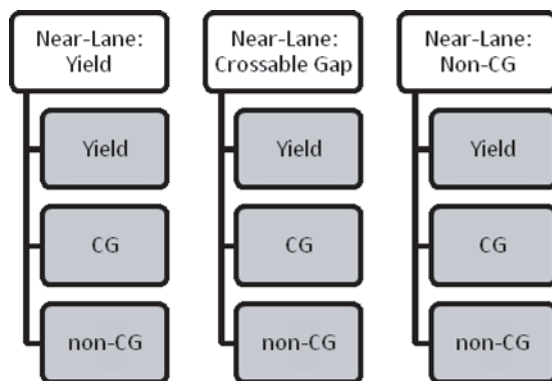 Near-Lane:
Yield
Yield
CG
non-CG
Near-Lane:
Crossable Gap
Yield
CG
non-CG
Near-Lane:
Non-CG
Yield
CG
non-CG